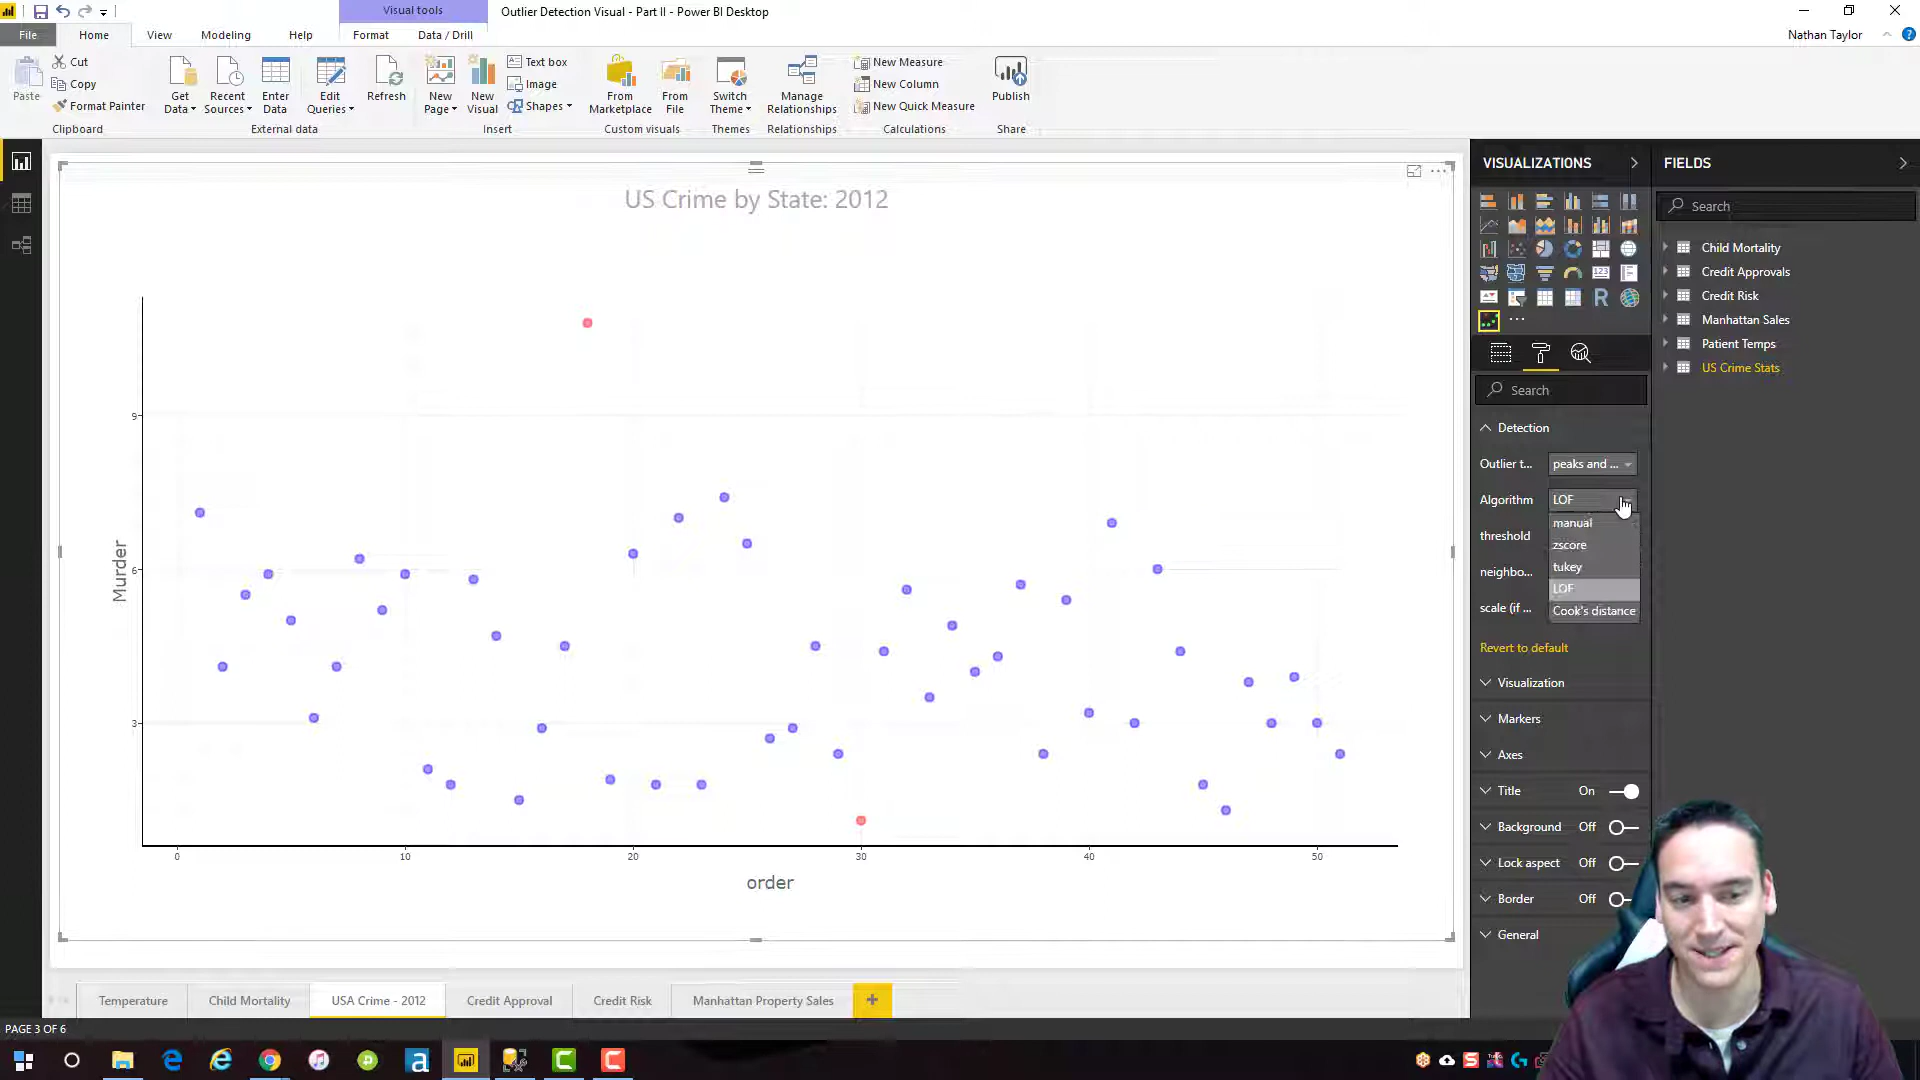 Visual tools
Outlier Detection Visual - Part II - Power BI Desktop
File
Home
View
Modeling
Help
Format
Data / Drill
Nathan Taylor
Paste
Cut
Copy
Format Painter
Clipboard
Get Data
Recent Sources
Enter Data
Edit Queries
Refresh
External data
New Page
New Visual
Text box
Image
Shapes
Insert
From Marketplace
From File
Custom visuals
Switch Theme
Themes
Manage Relationships
Relationships
New Measure
New Column
New Quick Measure
Calculations
Publish
Share
US Crime by State: 2012
Murder
9
6
3
0
10
20
30
40
50
order
VISUALIZATIONS
Search
Detection
Outlier t...
peaks and ...
Algorithm
LOF
manual
zscore
tukey
LOF
Cook's distance
threshold
neighbo...
scale (if ...
Revert to default
Visualization
Markers
Axes
Title On
Background Off
Lock aspect Off
Border Off
General
FIELDS
Search
Child Mortality
Credit Approvals
Credit Risk
Manhattan Sales
Patient Temps
US Crime Stats
Temperature
Child Mortality
USA Crime - 2012
Credit Approval
Credit Risk
Manhattan Property Sales
PAGE 3 OF 6